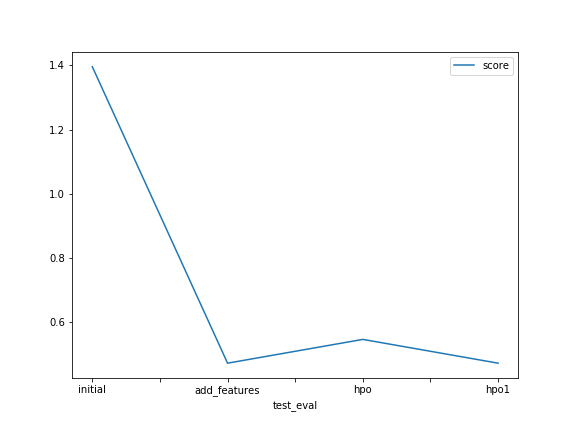 score
1.4
1.2
1.0
0.8
0.6
initial add_features hpo hpo1
test_eval